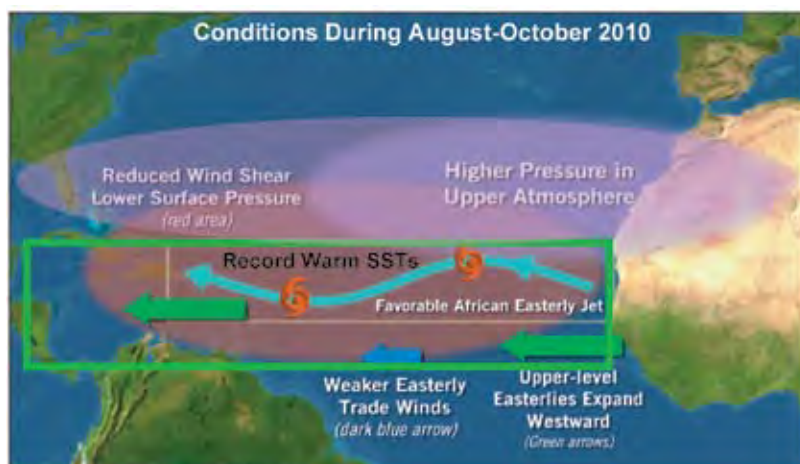 Conditions During August-October 2010
Reduced Wind Shear
Lower Surface Pressure
(red area)
Higher Pressure in
Upper Atmosphere
Record Warm SSTs
Favorable African Easterly Jet
Weaker Easterly
Trade Winds
(dark blue arrow)
Upper-level
Easterlies Expand
Westward
(Green arrows)